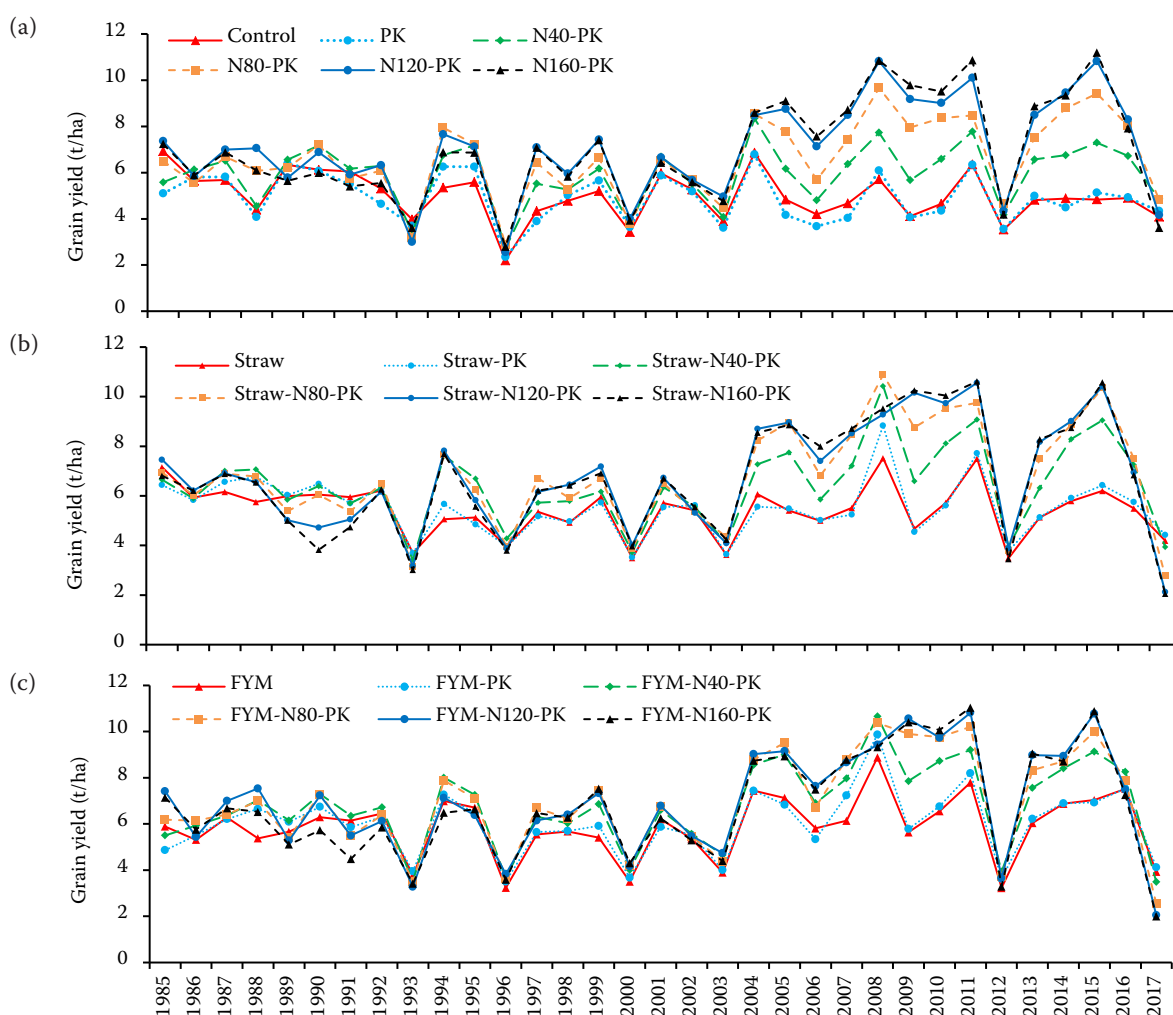 (a)
Grain yield (t/ha)
12
10
8
6
4
2
0
Control PK N40-PK
N80-PK N120-PK N160-PK
(b)
Grain yield (t/ha)
12
10
8
6
4
2
0
Straw Straw-PK Straw-N40-PK
Straw-N80-PK Straw-N120-PK Straw-N160-PK
(c)
Grain yield (t/ha)
12
10
8
6
4
2
0
FYM FYM-PK FYM-N40-PK
FYM-N80-PK FYM-N120-PK FYM-N160-PK
1985 1986 1987 1988 1989 1990 1991 1992 1993 1994 1995 1996 1997 1998 1999 2000 2001 2002 2003 2004 2005 2006 2007 2008 2009 2010 2011 2012 2013 2014 2015 2016 2017